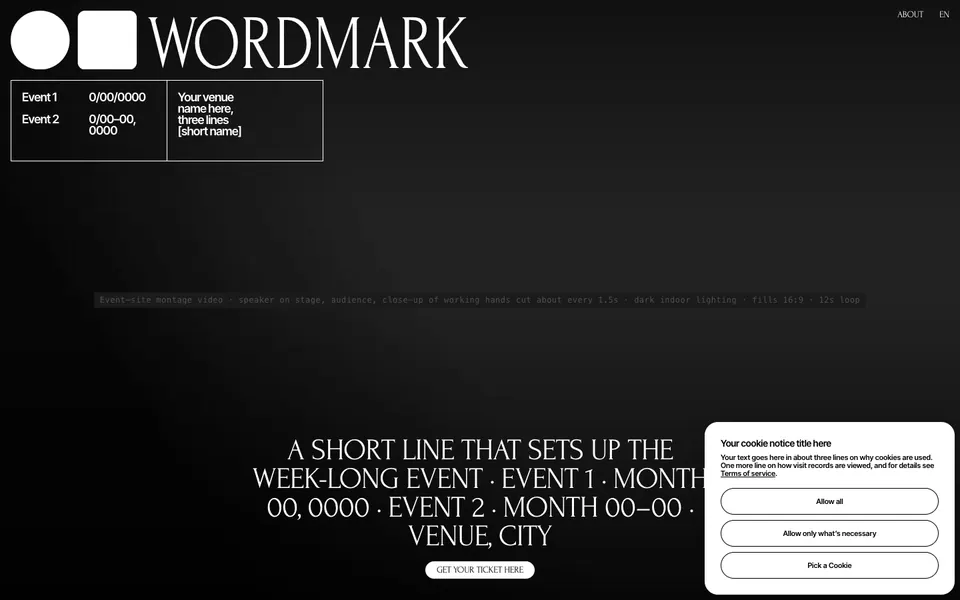 WORDMARK
ABOUT EN
Event 1 0/00/0000
Event 2 0/00–00,
0000
Your venue
name here,
three lines
[short name]
Event-site montage video · speaker on stage, audience, close-up of working hands cut about every 1.5s · dark indoor lighting · fills 16:9 · 12s loop
A SHORT LINE THAT SETS UP THE
WEEK-LONG EVENT · EVENT 1 · MONTH
00, 0000 · EVENT 2 · MONTH 00–00 ·
VENUE, CITY
GET YOUR TICKET HERE
Your cookie notice title here
Your text goes here in about three lines on why cookies are used.
One more line on how visit records are viewed, and for details see
Terms of service.
Allow all
Allow only what's necessary
Pick a Cookie